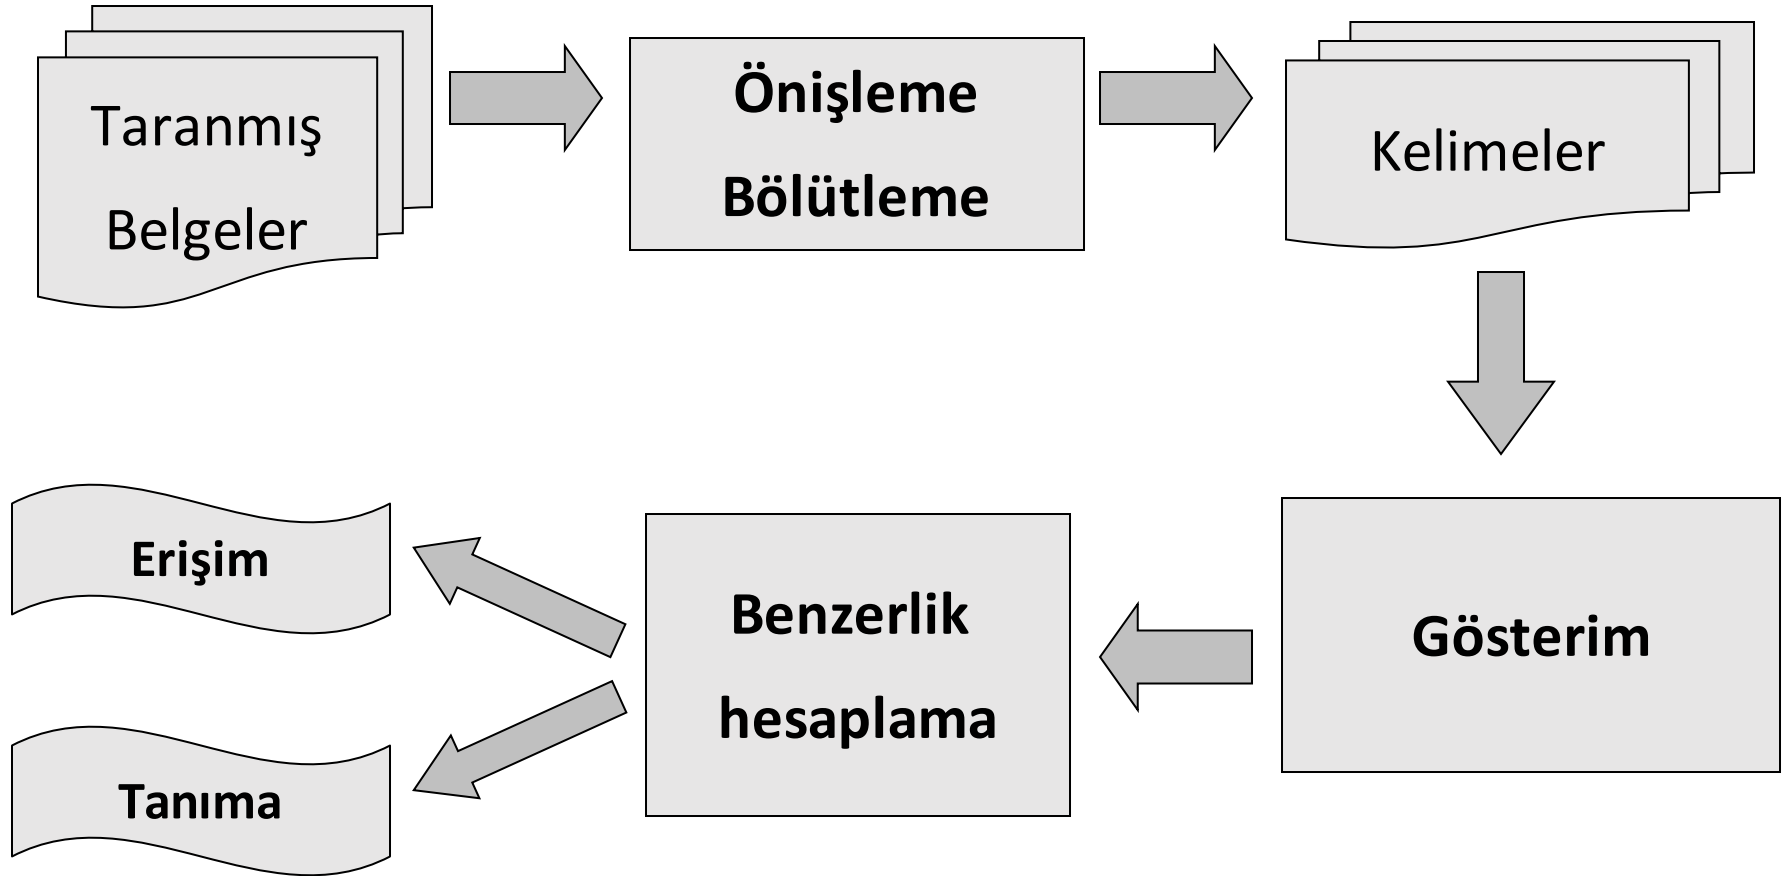 Taranmış
Belgeler
Önişleme
Bölütleme
Kelimeler
Gösterim
Benzerlik
hesaplama
Erişim
Tanıma